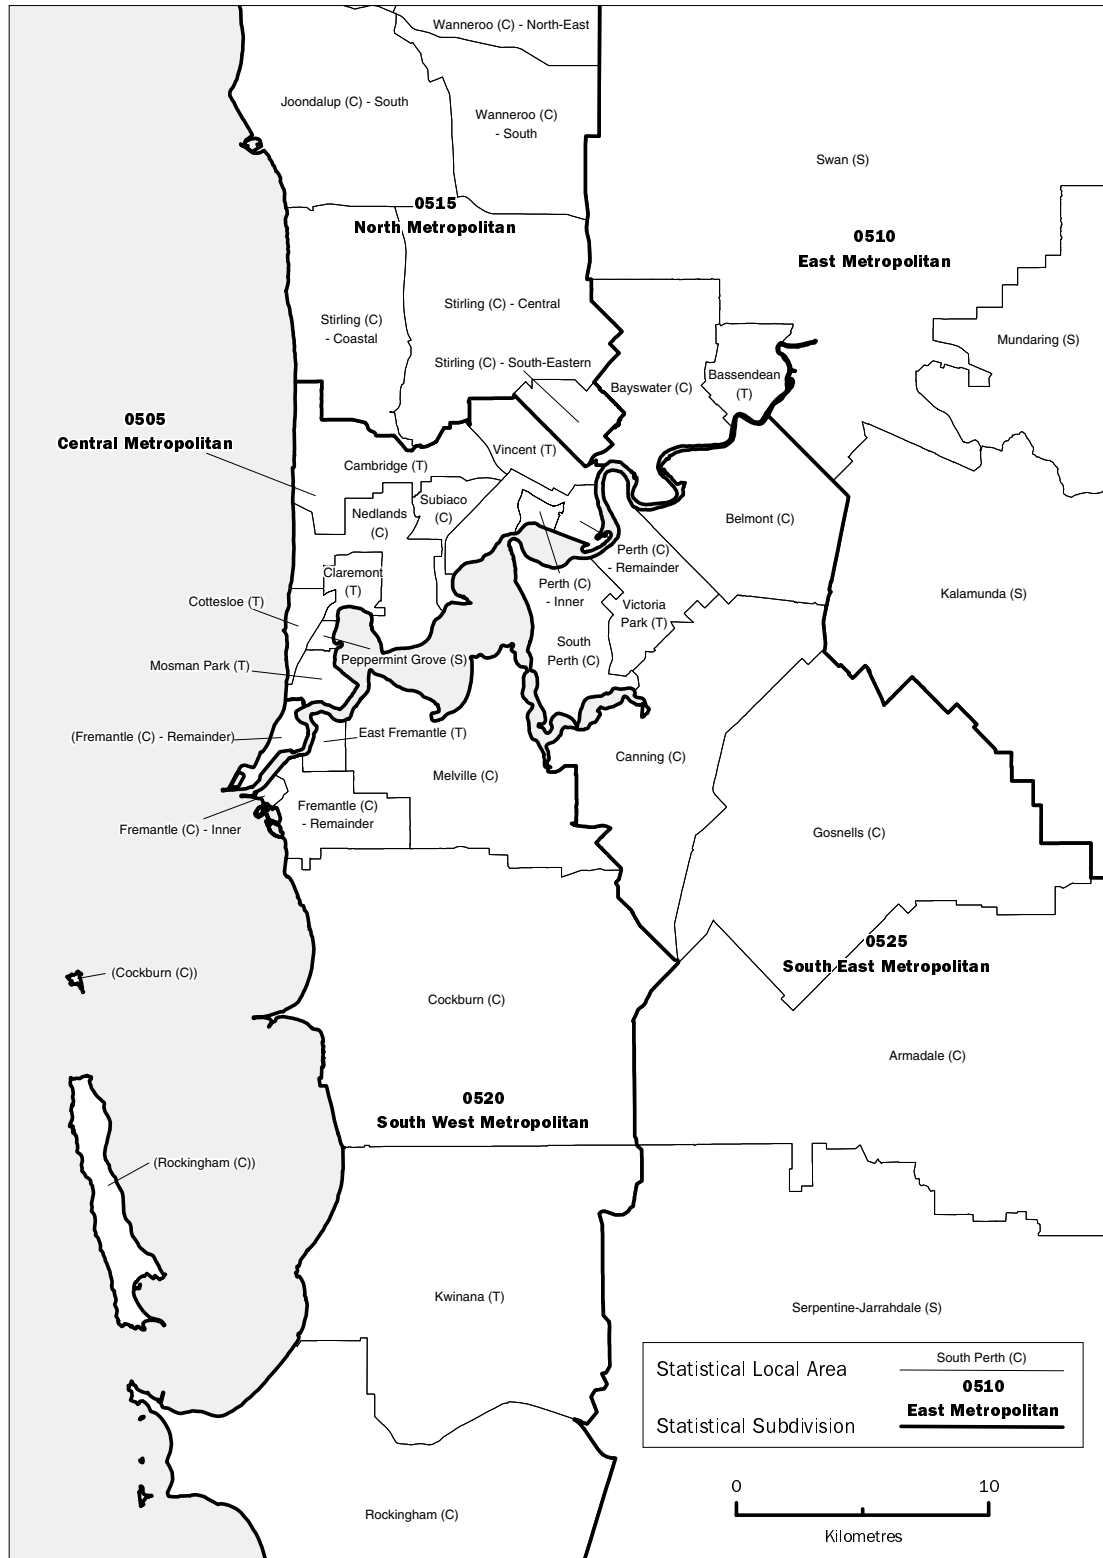 Wanneroo (C) - North-East
Joondalup (C) - South
Wanneroo (C)
- South
Swan (S)
0515
North Metropolitan
0510
East Metropolitan
Stirling (C) - Central
Stirling (C)
- Coastal
Mundaring (S)
Stirling (C) - South-Eastern
Bayswater (C)
Bassendean
(T)
0505
Central Metropolitan
Vincent (T)
Cambridge (T)
Subiaco
(C)
Nedlands
(C)
Belmont (C)
Perth (C)
- Remainder
Claremont
(T)
Perth (C)
- Inner
Kalamunda (S)
Cottesloe (T)
Victoria
Park (T)
South
Perth (C)
Peppermint Grove (S)
Mosman Park (T)
(Fremantle (C) - Remainder)
East Fremantle (T)
Canning (C)
Melville (C)
Fremantle (C)
- Remainder
Fremantle (C) - Inner
Gosnells (C)
0525
South East Metropolitan
(Cockburn (C))
Cockburn (C)
Armadale (C)
0520
South West Metropolitan
(Rockingham (C))
Kwinana (T)
Serpentine-Jarrahdale (S)
Statistical Local Area
South Perth (C)
0510
East Metropolitan
Statistical Subdivision
0 10
Kilometres
Rockingham (C)